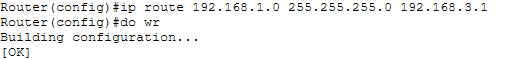 Router(config)#ip route 192.168.1.0 255.255.255.0 192.168.3.1
Router(config)#do wr
Building configuration...
[OK]